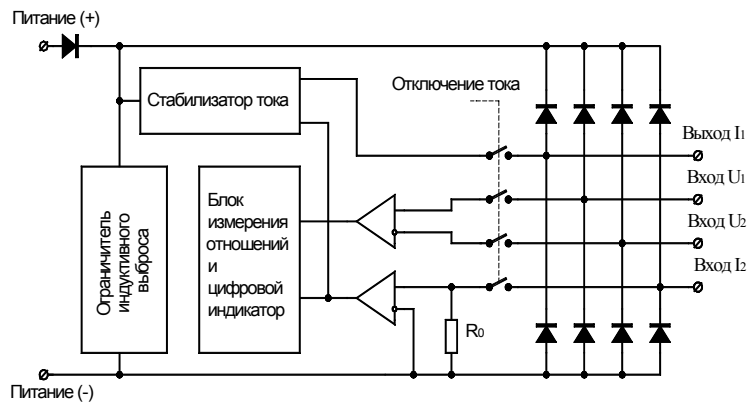 Питание (+)
Стабилизатор тока
Отключение тока
Выход I1
Вход U1
Вход U2
Вход I2
Ограничитель
индуктивного
выброса
Блок
измерения
отношений
и
цифровой
индикатор
R0
Питание (-)